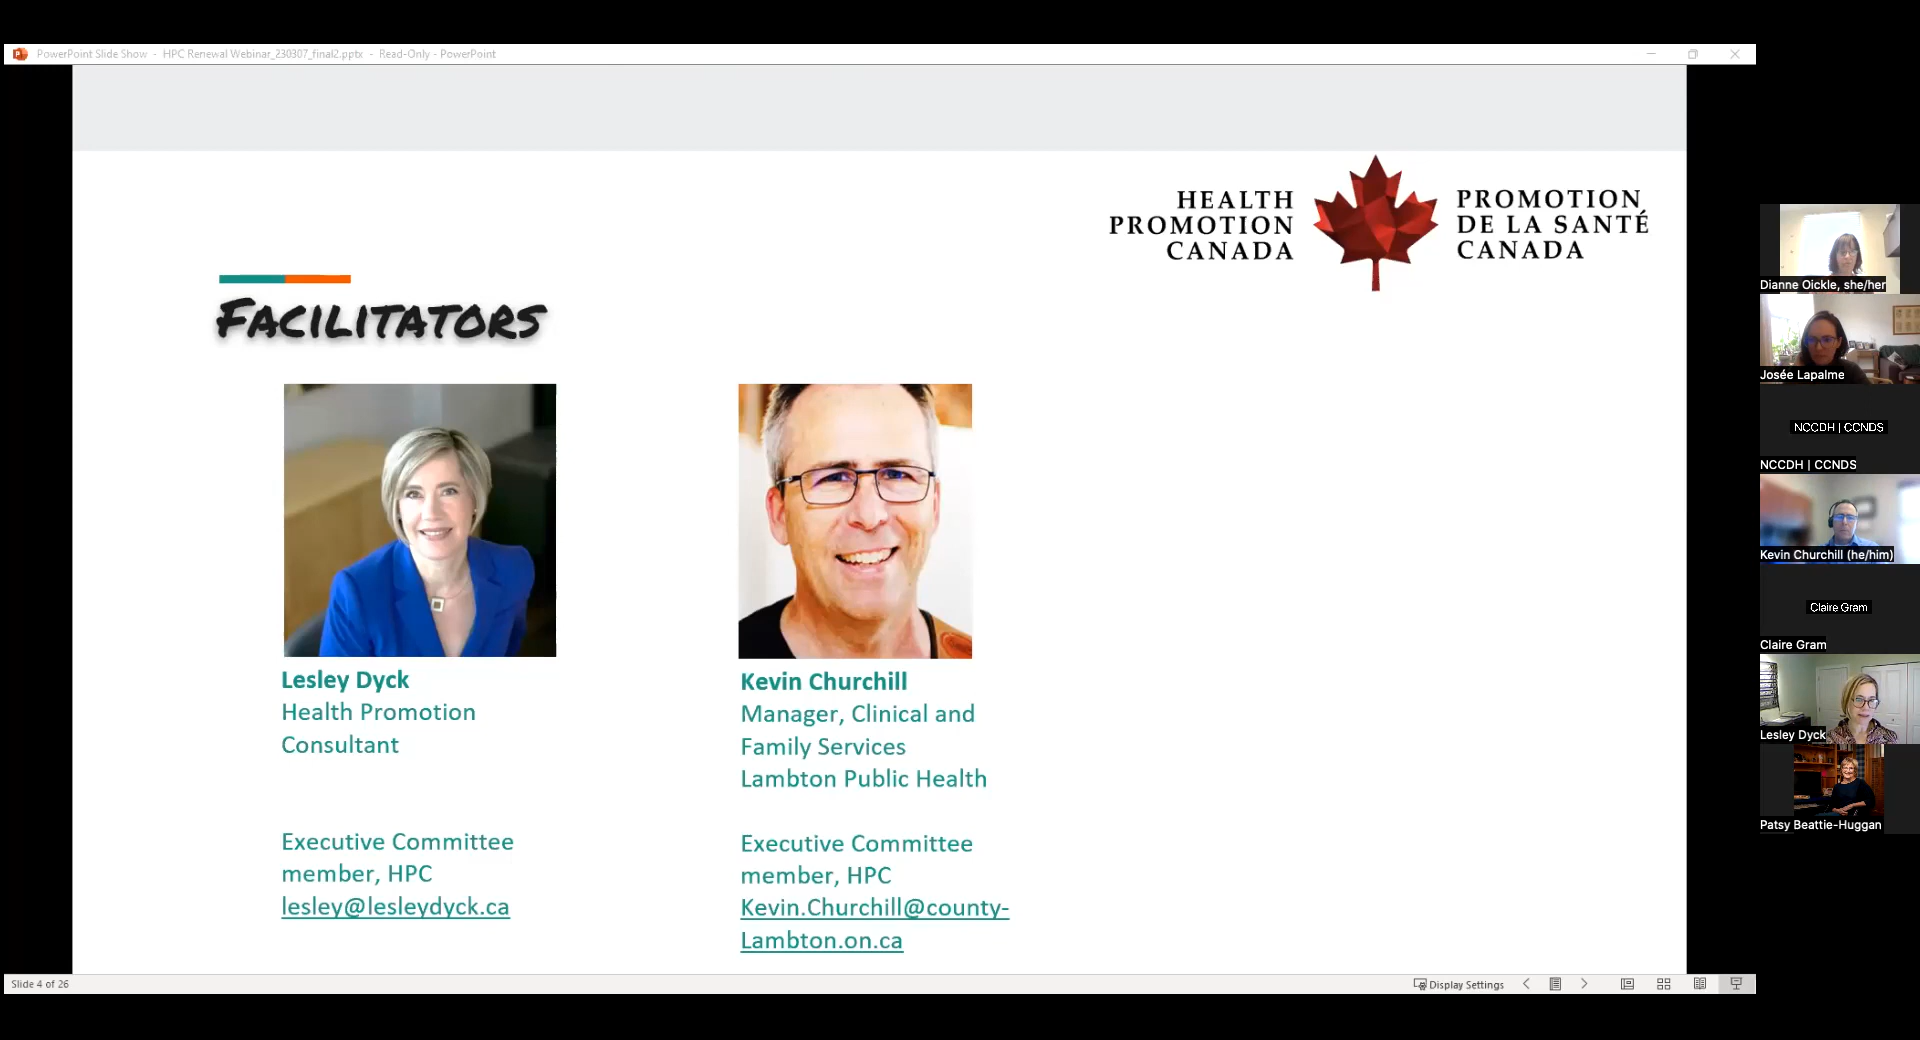 PowerPoint Slide Show - HPC Renewal Webinar_230307_final2.pptx - Read-Only - PowerPoint
HEALTH
PROMOTION
CANADA
PROMOTION
DE LA SANTÉ
CANADA
FACILITATORS
Lesley Dyck
Health Promotion
Consultant
Executive Committee
member, HPC
lesley@lesleydyck.ca
Kevin Churchill
Manager, Clinical and
Family Services
Lambton Public Health
Executive Committee
member, HPC
Kevin.Churchill@county-
Lambton.on.ca
Dianne Oickle, she/her
Josée Lapalme
NCCDH | CCNDS
NCCDH | CCNDS
Kevin Churchill (he/him)
Claire Gram
Claire Gram
Lesley Dyck
Patsy Beattie-Huggan
Slide 4 of 26
Display Settings